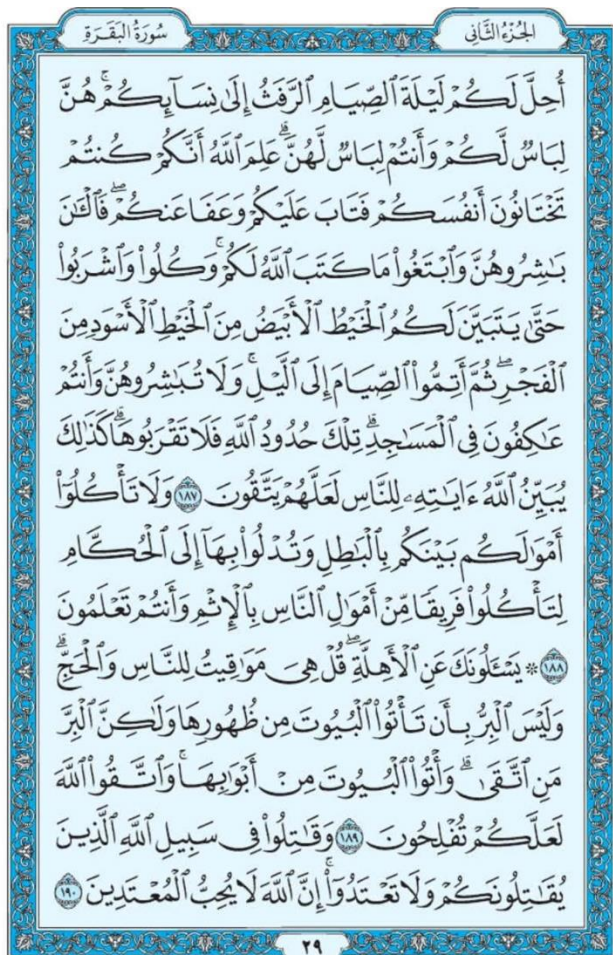 الجُزْءُ الثَّانِي
سُورَةُ البَقَرَةِ
أُحِلَّ لَكُمْ لَيْلَةَ ٱلصِّيَامِ ٱلرَّفَثُ إِلَىٰ نِسَآئِكُمْۚ هُنَّ
لِبَاسٌ لَّكُمْ وَأَنتُمْ لِبَاسٌ لَّهُنَّۗ عَلِمَ ٱللَّهُ أَنَّكُمْ كُنتُمْ
تَخْتَانُونَ أَنفُسَكُمْ فَتَابَ عَلَيْكُمْ وَعَفَا عَنكُمْۖ فَٱلْـَٰٔنَ
بَٰشِرُوهُنَّ وَٱبْتَغُوا۟ مَا كَتَبَ ٱللَّهُ لَكُمْۚ وَكُلُوا۟ وَٱشْرَبُوا۟
حَتَّىٰ يَتَبَيَّنَ لَكُمُ ٱلْخَيْطُ ٱلْأَبْيَضُ مِنَ ٱلْخَيْطِ ٱلْأَسْوَدِ مِنَ
ٱلْفَجْرِۖ ثُمَّ أَتِمُّوا۟ ٱلصِّيَامَ إِلَى ٱلَّيْلِۚ وَلَا تُبَٰشِرُوهُنَّ وَأَنتُمْ
عَٰكِفُونَ فِى ٱلْمَسَٰجِدِۗ تِلْكَ حُدُودُ ٱللَّهِ فَلَا تَقْرَبُوهَاۗ كَذَٰلِكَ
يُبَيِّنُ ٱللَّهُ ءَايَٰتِهِۦ لِلنَّاسِ لَعَلَّهُمْ يَتَّقُونَ ١٨٧ وَلَا تَأْكُلُوٓا۟
أَمْوَٰلَكُم بَيْنَكُم بِٱلْبَٰطِلِ وَتُدْلُوا۟ بِهَآ إِلَى ٱلْحُكَّامِ
لِتَأْكُلُوا۟ فَرِيقًا مِّنْ أَمْوَٰلِ ٱلنَّاسِ بِٱلْإِثْمِ وَأَنتُمْ تَعْلَمُونَ
١٨٨ ۞ يَسْـَٔلُونَكَ عَنِ ٱلْأَهِلَّةِۖ قُلْ هِىَ مَوَٰقِيتُ لِلنَّاسِ وَٱلْحَجِّۗ
وَلَيْسَ ٱلْبِرُّ بِأَن تَأْتُوا۟ ٱلْبُيُوتَ مِن ظُهُورِهَا وَلَٰكِنَّ ٱلْبِرَّ
مَنِ ٱتَّقَىٰۗ وَأْتُوا۟ ٱلْبُيُوتَ مِنْ أَبْوَٰبِهَاۚ وَٱتَّقُوا۟ ٱللَّهَ
لَعَلَّكُمْ تُفْلِحُونَ ١٨٩ وَقَٰتِلُوا۟ فِى سَبِيلِ ٱللَّهِ ٱلَّذِينَ
يُقَٰتِلُونَكُمْ وَلَا تَعْتَدُوٓا۟ۚ إِنَّ ٱللَّهَ لَا يُحِبُّ ٱلْمُعْتَدِينَ ١٩٠
٢٩